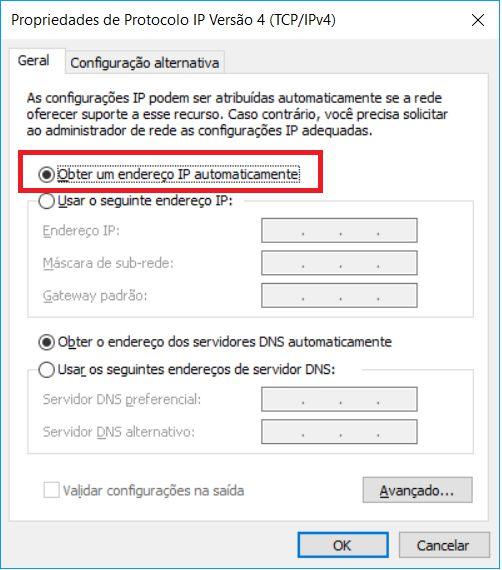 Propriedades de Protocolo IP Versão 4 (TCP/IPv4)
Geral
Configuração alternativa
As configurações IP podem ser atribuídas automaticamente se a rede
oferecer suporte a esse recurso. Caso contrário, você precisa solicitar
ao administrador de rede as configurações IP adequadas.
Obter um endereço IP automaticamente
Usar o seguinte endereço IP:
Endereço IP:
Máscara de sub-rede:
Gateway padrão:
Obter o endereço dos servidores DNS automaticamente
Usar os seguintes endereços de servidor DNS:
Servidor DNS preferencial:
Servidor DNS alternativo:
Validar configurações na saída
Avançado...
OK
Cancelar